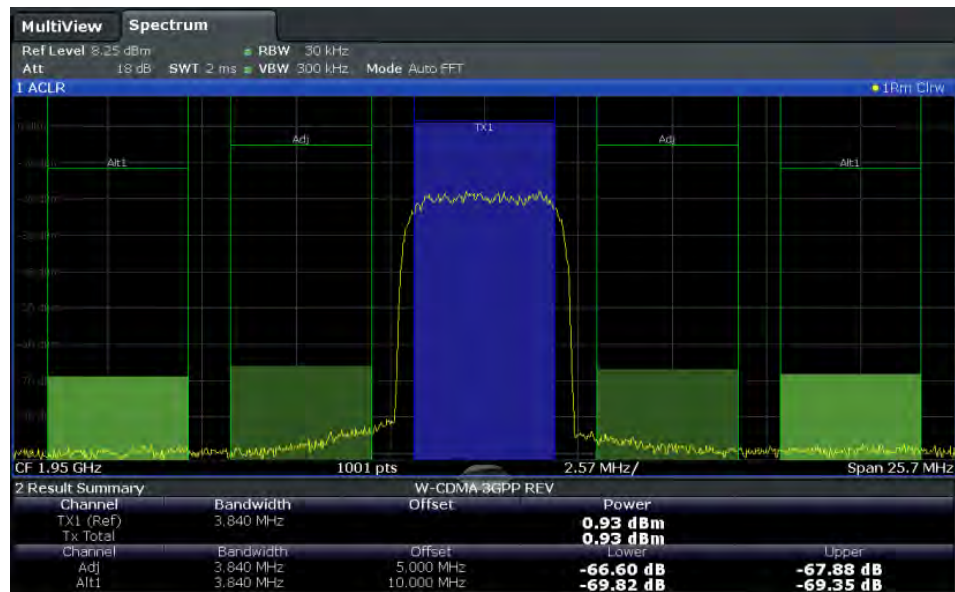 MultiView Spectrum
Ref Level 8.25 dBm RBW 30 kHz
Att 18 dB SWT 2 ms VBW 300 kHz Mode Auto FFT
1 ACLR 1Rm Clrw
TX1
Adj Adj
Alt1 Alt1
CF 1.95 GHz 1001 pts 2.57 MHz/ Span 25.7 MHz
2 Result Summary W-CDMA 3GPP REV
Channel Bandwidth Offset Power
TX1 (Ref) 3.840 MHz 0.93 dBm
Tx Total 0.93 dBm
Channel Bandwidth Offset Lower Upper
Adj 3.840 MHz 5.000 MHz -66.60 dB -67.88 dB
Alt1 3.840 MHz 10.000 MHz -69.82 dB -69.35 dB